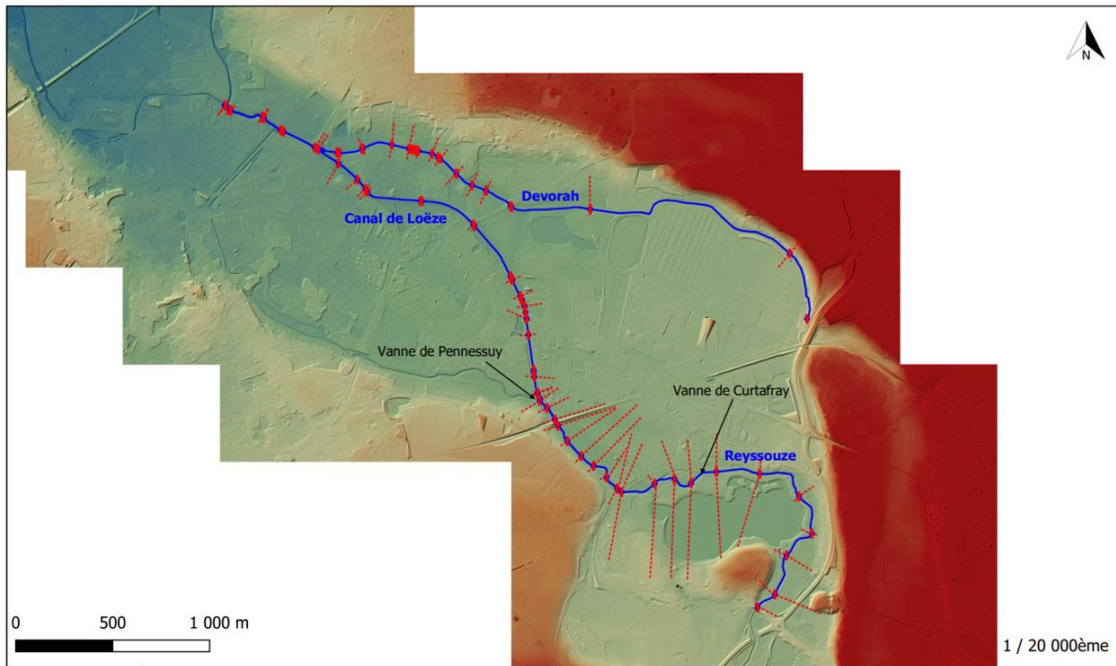 N
Devorah
Canal de Loëze
Vanne de Pennessuy
Vanne de Curtafray
Reyssouze
0 500 1 000 m
1 / 20 000ème